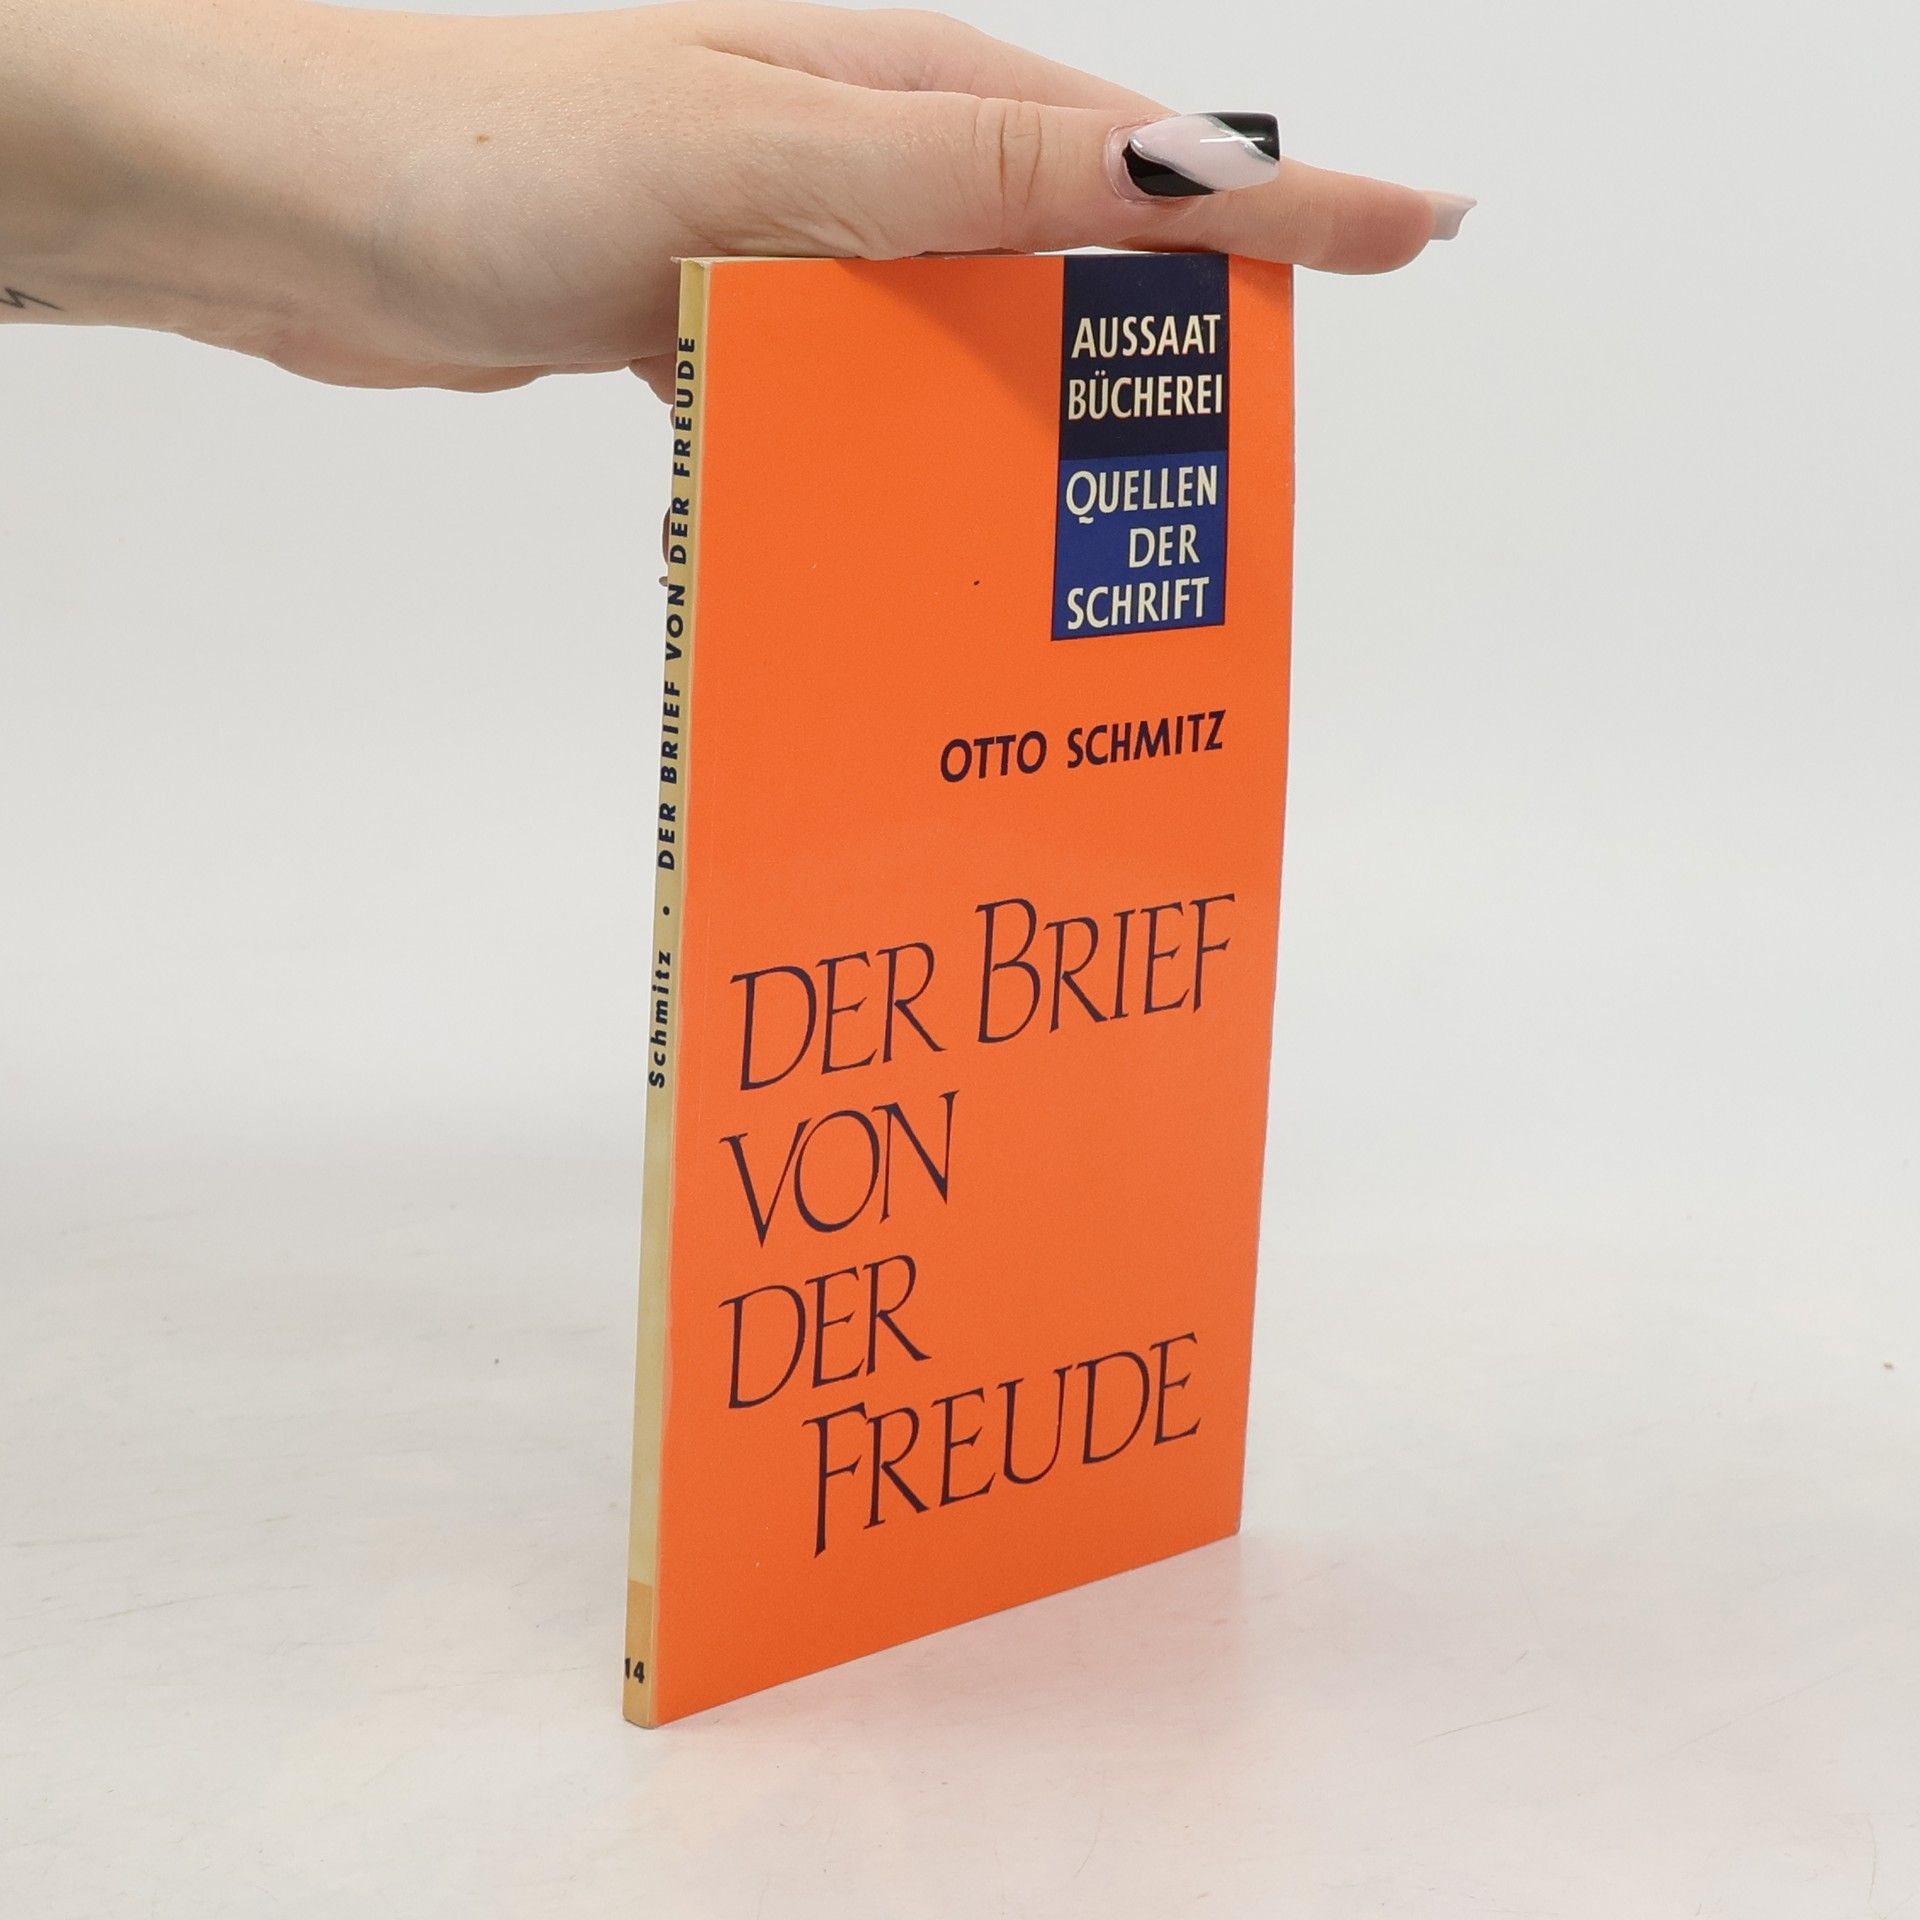 AUSSAAT
BÜCHEREI
QUELLEN
DER
SCHRIFT
OTTO SCHMITZ
DER BRIEF
VON
DER
FREUDE
Schmitz • DER BRIEF VON DER FREUDE
14